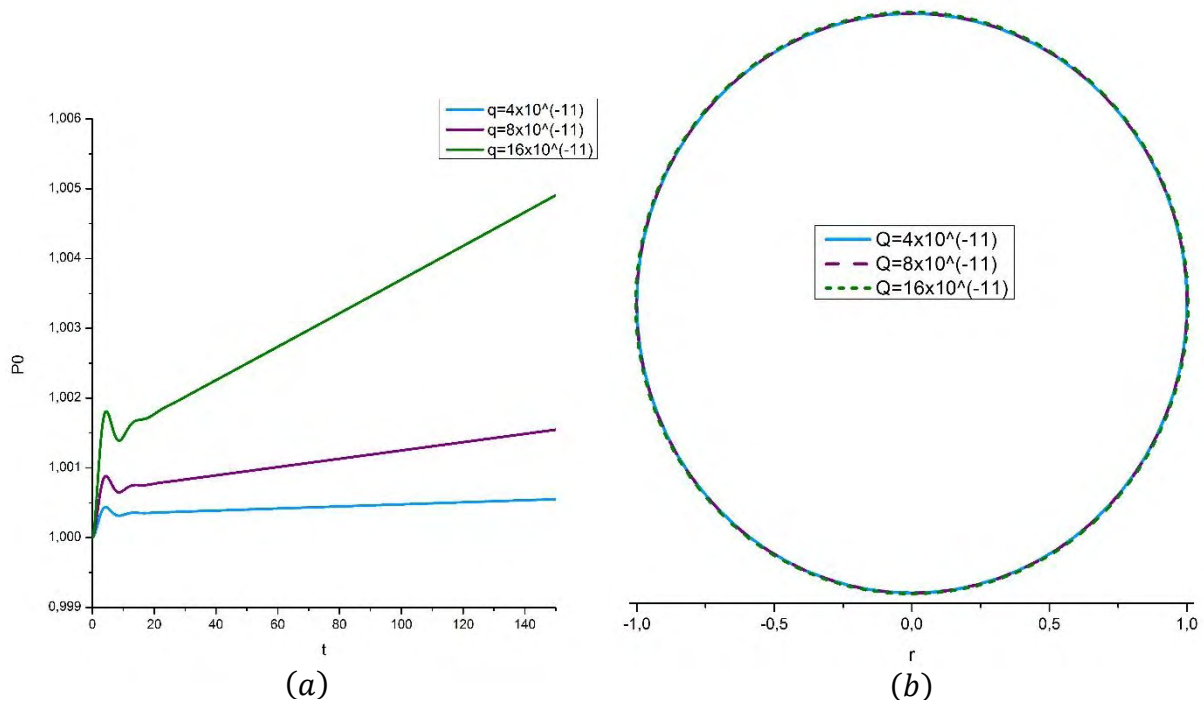 q=4x10^(-11)
q=8x10^(-11)
q=16x10^(-11)
1,006
1,005
1,004
1,003
1,002
1,001
1,000
0,999
P0
0 20 40 60 80 100 120 140
t
(a)
Q=4x10^(-11)
Q=8x10^(-11)
Q=16x10^(-11)
-1,0 -0,5 0,0 0,5 1,0
r
(b)